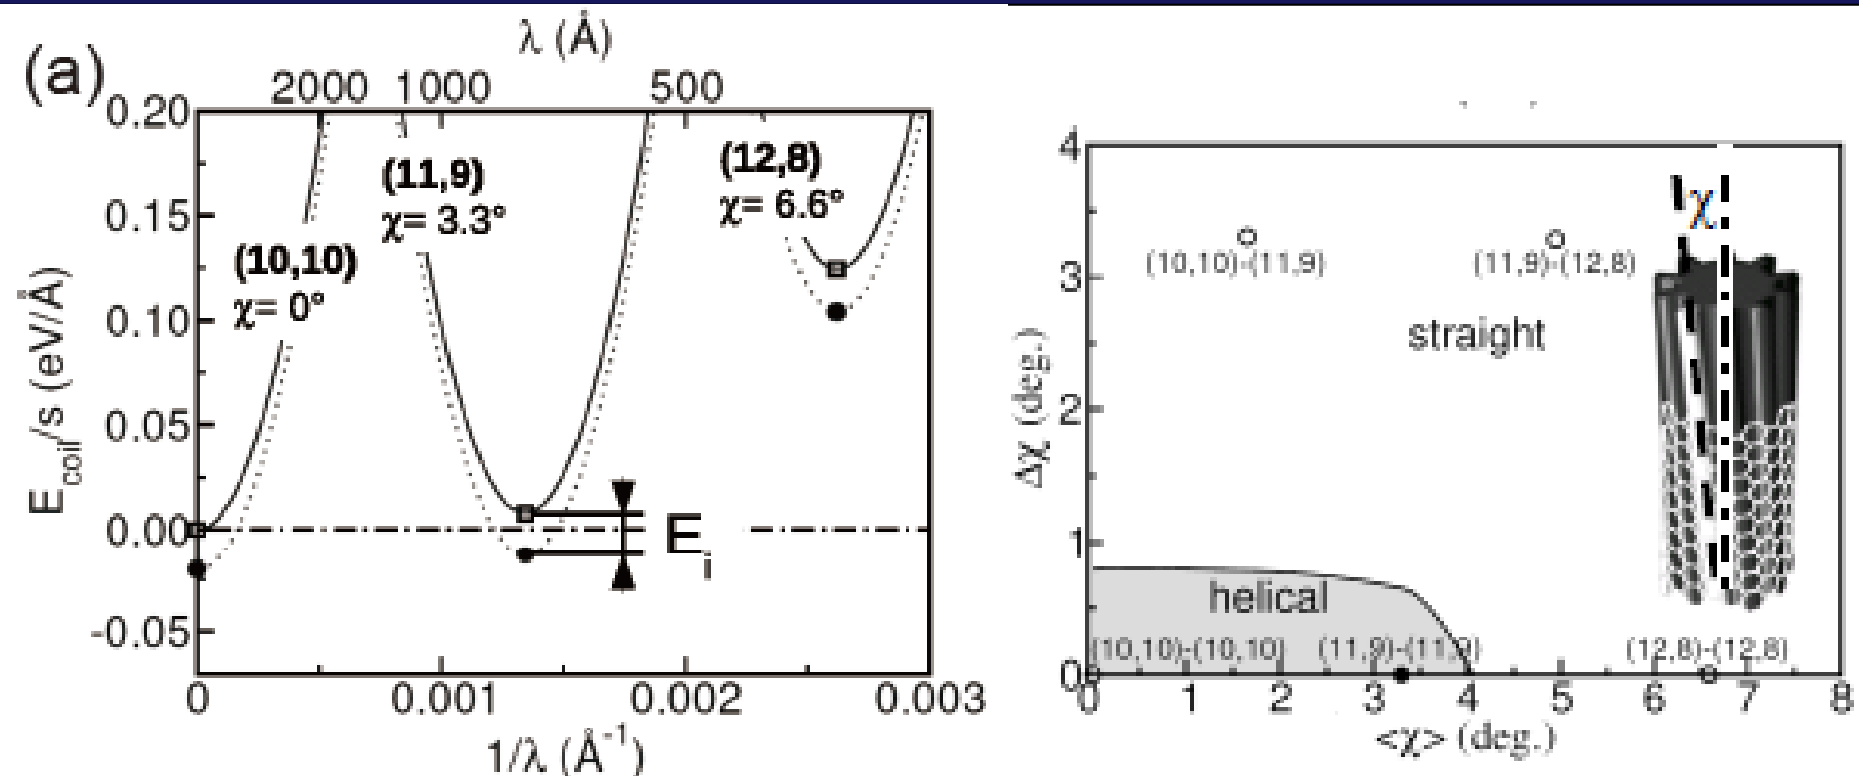 (a)
λ (Å)
2000 1000 500
0.20
0.15
0.10
0.05
0.00
-0.05
E_coil/s (eV/Å)
(10,10)
χ= 0°
(11,9)
χ= 3.3°
(12,8)
χ= 6.6°
E_i
0 0.001 0.002 0.003
1/λ (Å⁻¹)
4
3
2
1
0
Δχ (deg.)
χ
(10,10)-(11,9)
(11,9)-(12,8)
straight
helical
(10,10)-(10,10)
(11,9)-(11,9)
(12,8)-(12,8)
0 1 2 3 4 5 6 7 8
<χ> (deg.)